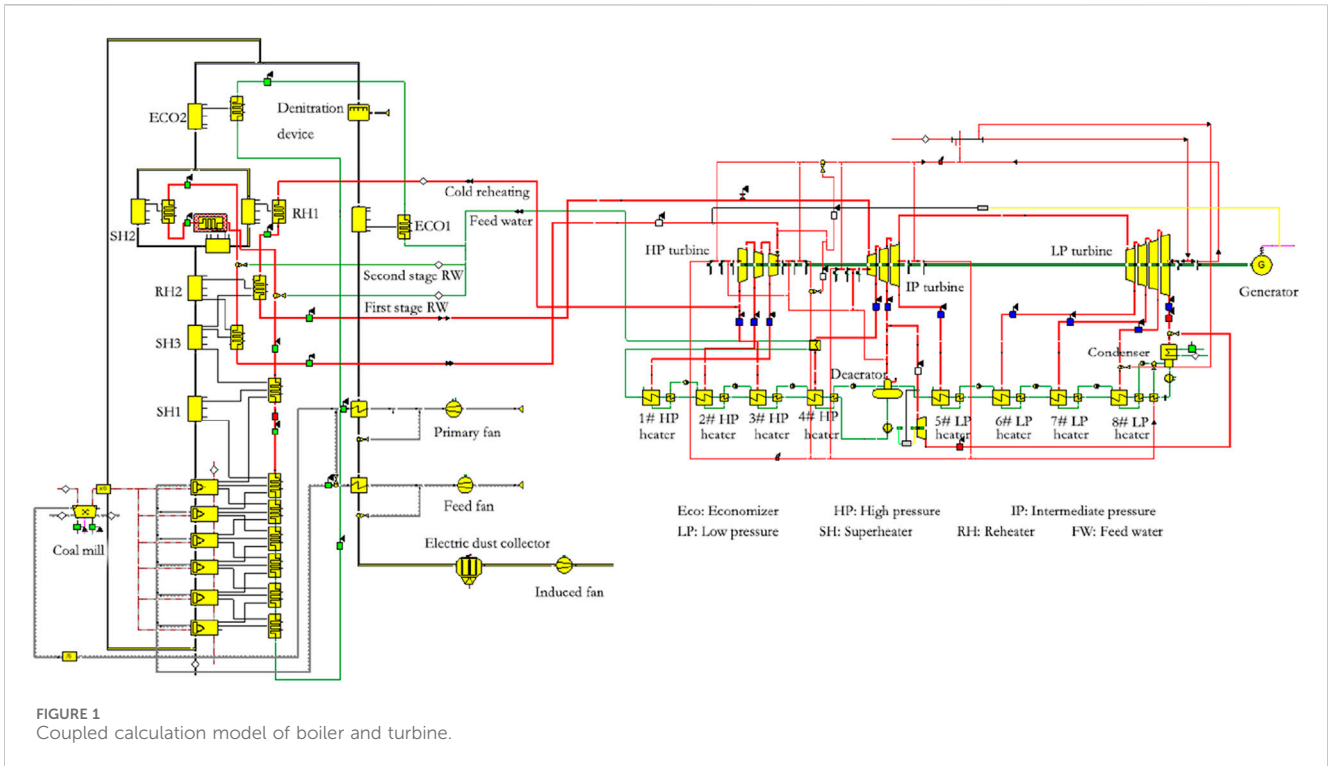 ECO2
Denitration
device
SH2
RH1
ECO1
Cold reheating
Feed water
Second stage RW
First stage RW
RH2
SH3
SH1
Primary fan
Feed fan
Coal mill
Electric dust collector
Induced fan
HP turbine
IP turbine
LP turbine
G
Generator
Condenser
Deaerator
1# HP
heater
2# HP
heater
3# HP
heater
4# HP
heater
5# LP
heater
6# LP
heater
7# LP
heater
8# LP
heater
Eco: Economizer HP: High pressure IP: Intermediate pressure
LP: Low pressure SH: Superheater RH: Reheater FW: Feed water
FIGURE 1
Coupled calculation model of boiler and turbine.